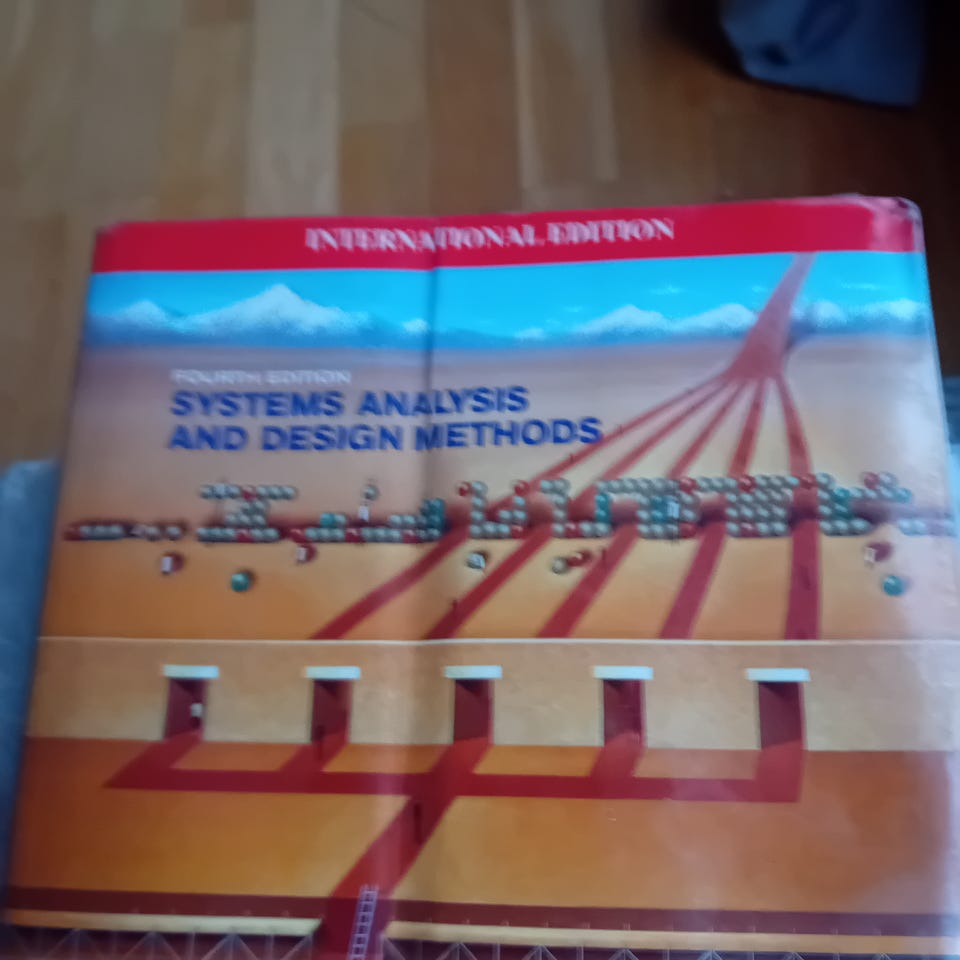 INTERNATIONAL EDITION
FOURTH EDITION
SYSTEMS ANALYSIS
AND DESIGN METHODS